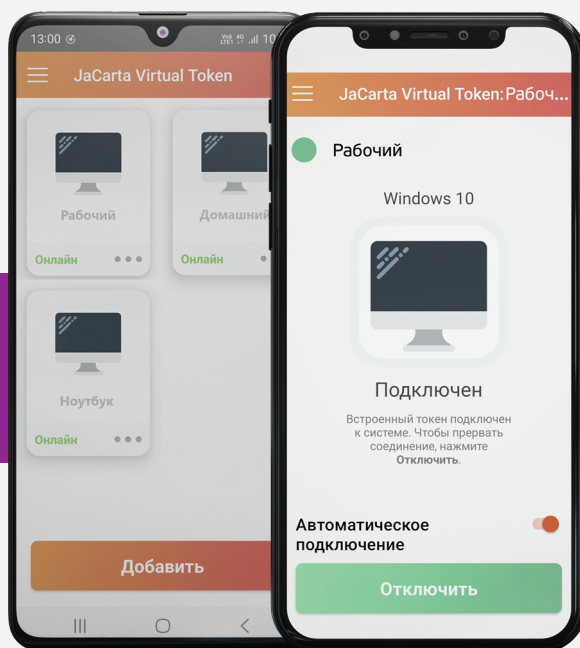 13:00
JaCarta Virtual Token
Рабочий
Домашний
Онлайн
Онлайн
Ноутбук
Онлайн
Добавить
JaCarta Virtual Token: Рабоч...
Рабочий
Windows 10
Подключен
Встроенный токен подключен
к системе. Чтобы прервать
соединение, нажмите
Отключить.
Автоматическое
подключение
Отключить